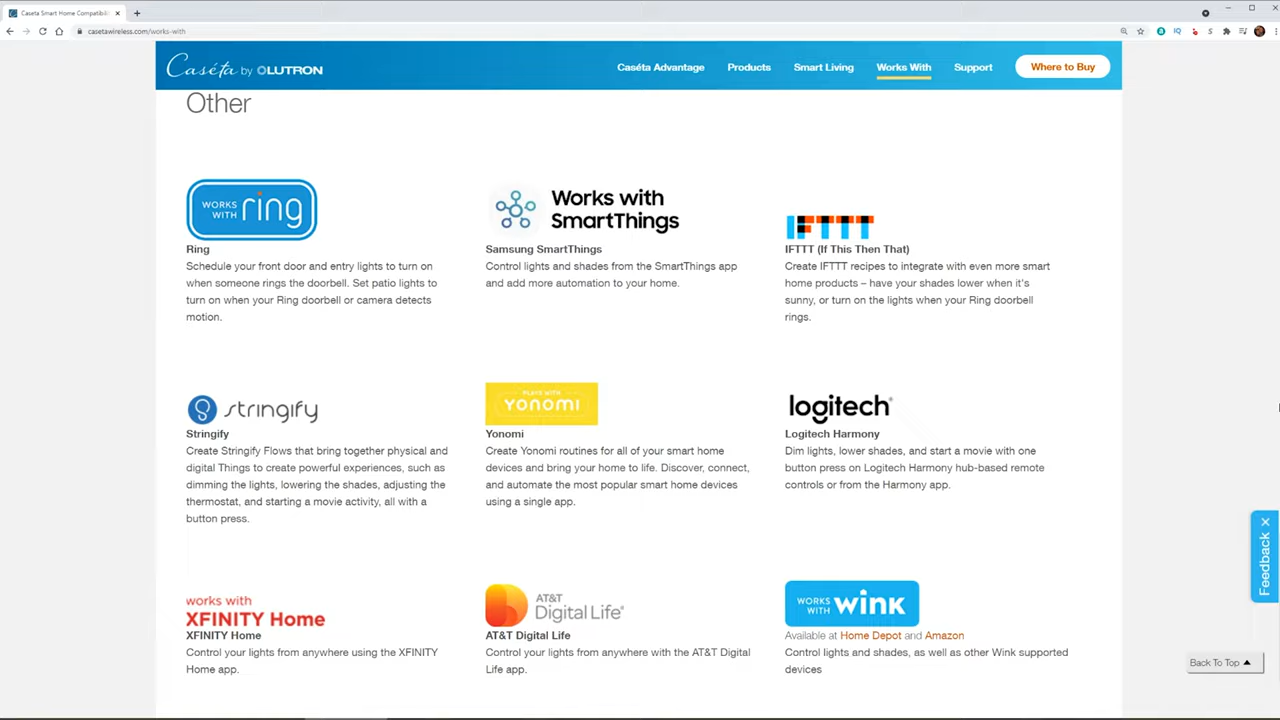 Caseta Smart Home Compatibili
casetawireless.com/works-with
Caséta by LUTRON
Caséta Advantage
Products
Smart Living
Works With
Support
Where to Buy
Other
WORKS WITH ring
Ring
Schedule your front door and entry lights to turn on
when someone rings the doorbell. Set patio lights to
turn on when your Ring doorbell or camera detects
motion.
Works with
SmartThings
Samsung SmartThings
Control lights and shades from the SmartThings app
and add more automation to your home.
IFTTT
IFTTT (If This Then That)
Create IFTTT recipes to integrate with even more smart
home products – have your shades lower when it's
sunny, or turn on the lights when your Ring doorbell
rings.
stringify
Stringify
Create Stringify Flows that bring together physical and
digital Things to create powerful experiences, such as
dimming the lights, lowering the shades, adjusting the
thermostat, and starting a movie activity, all with a
button press.
PLAYS WITH
YONOMI
Yonomi
Create Yonomi routines for all of your smart home
devices and bring your home to life. Discover, connect,
and automate the most popular smart home devices
using a single app.
logitech®
Logitech Harmony
Dim lights, lower shades, and start a movie with one
button press on Logitech Harmony hub-based remote
controls or from the Harmony app.
works with
XFINITY Home
XFINITY Home
Control your lights from anywhere using the XFINITY
Home app.
AT&T
Digital Life®
AT&T Digital Life
Control your lights from anywhere with the AT&T Digital
Life app.
WORKS WITH wink
Available at Home Depot and Amazon
Control lights and shades, as well as other Wink supported
devices
Feedback
Back To Top